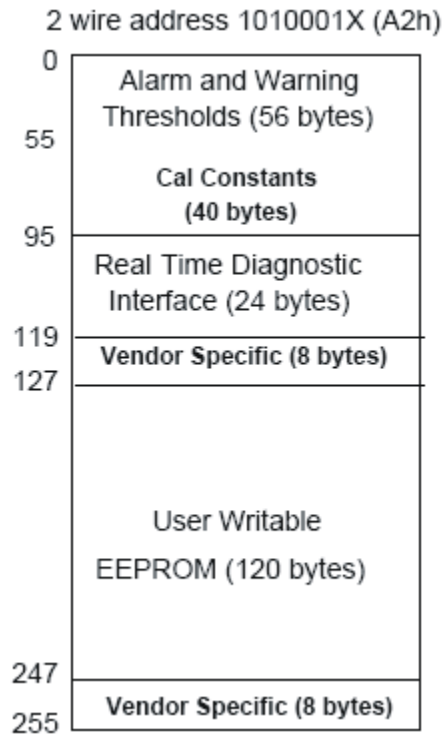 2 wire address 1010001X (A2h)
0
Alarm and Warning
Thresholds (56 bytes)
55
Cal Constants
(40 bytes)
95
Real Time Diagnostic
Interface (24 bytes)
119
Vendor Specific (8 bytes)
127
User Writable
EEPROM (120 bytes)
247
Vendor Specific (8 bytes)
255